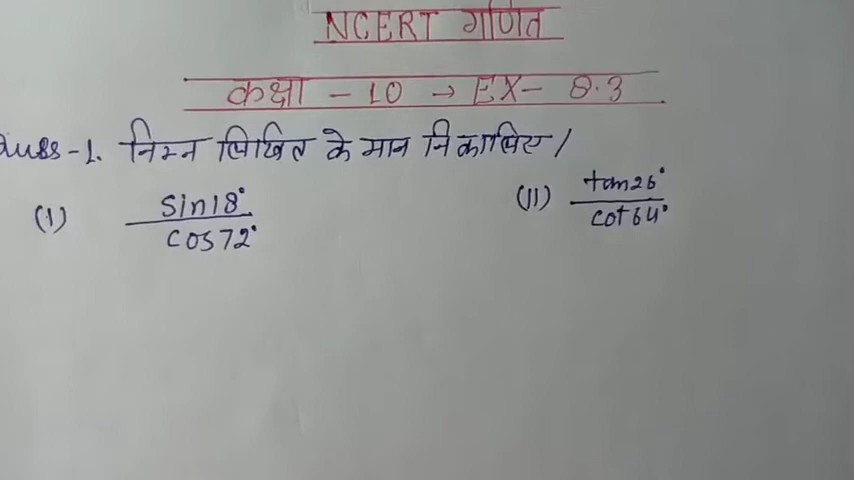 NCERT गणित
कक्षा - 10 → EX- 8.3
Ques-1. निम्न लिखित के मान निकालिए /
(I) sin18° / cos72° (II) tan26° / cot64°